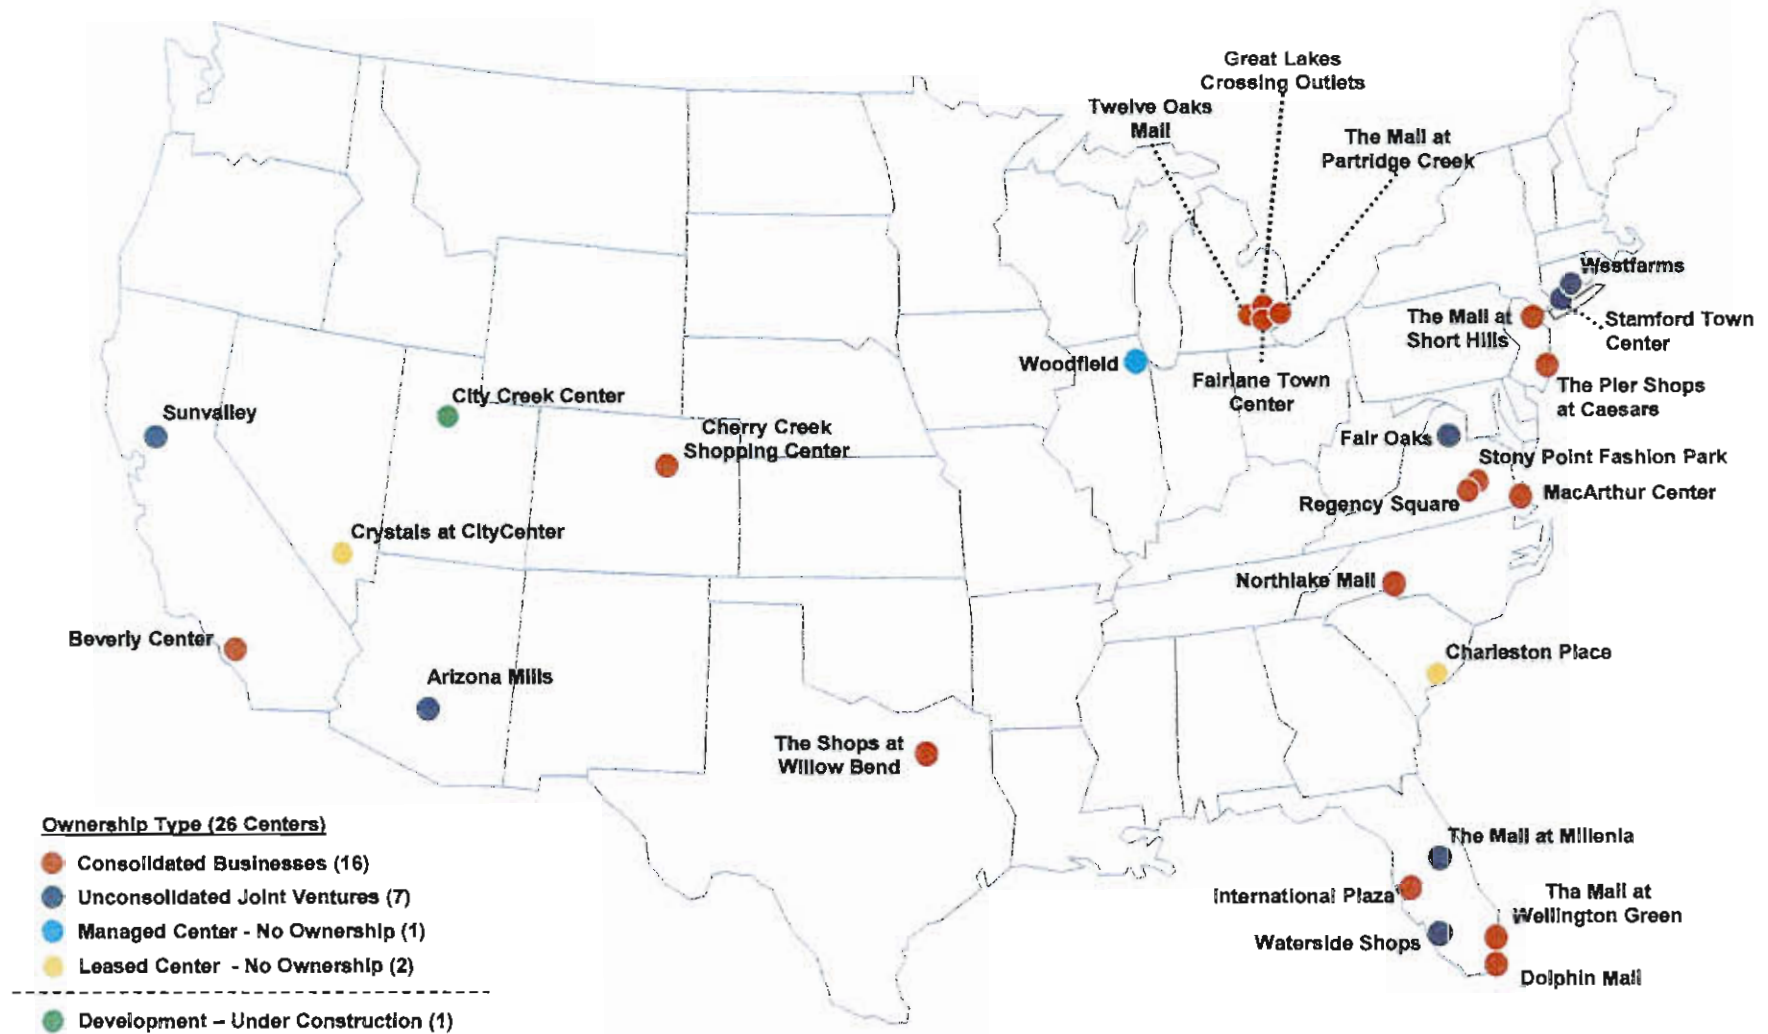 Great Lakes
Crossing Outlets
Twelve Oaks
Mall
The Mall at
Partridge Creek
Westfarms
The Mall at
Short Hills
Stamford Town
Center
Woodfield
Fairlane Town
Center
The Pier Shops
at Caesars
City Creek Center
Sunvalley
Cherry Creek
Shopping Center
Fair Oaks
Stony Point Fashion Park
MacArthur Center
Regency Square
Crystals at CityCenter
Northlake Mall
Beverly Center
Charleston Place
Arizona Mills
The Shops at
Willow Bend
Ownership Type (26 Centers)
Consolidated Businesses (16)
Unconsolidated Joint Ventures (7)
Managed Center - No Ownership (1)
Leased Center - No Ownership (2)
Development – Under Construction (1)
The Mall at Millenia
International Plaza
Tha Mall at
Wellington Green
Waterside Shops
Dolphin Mall